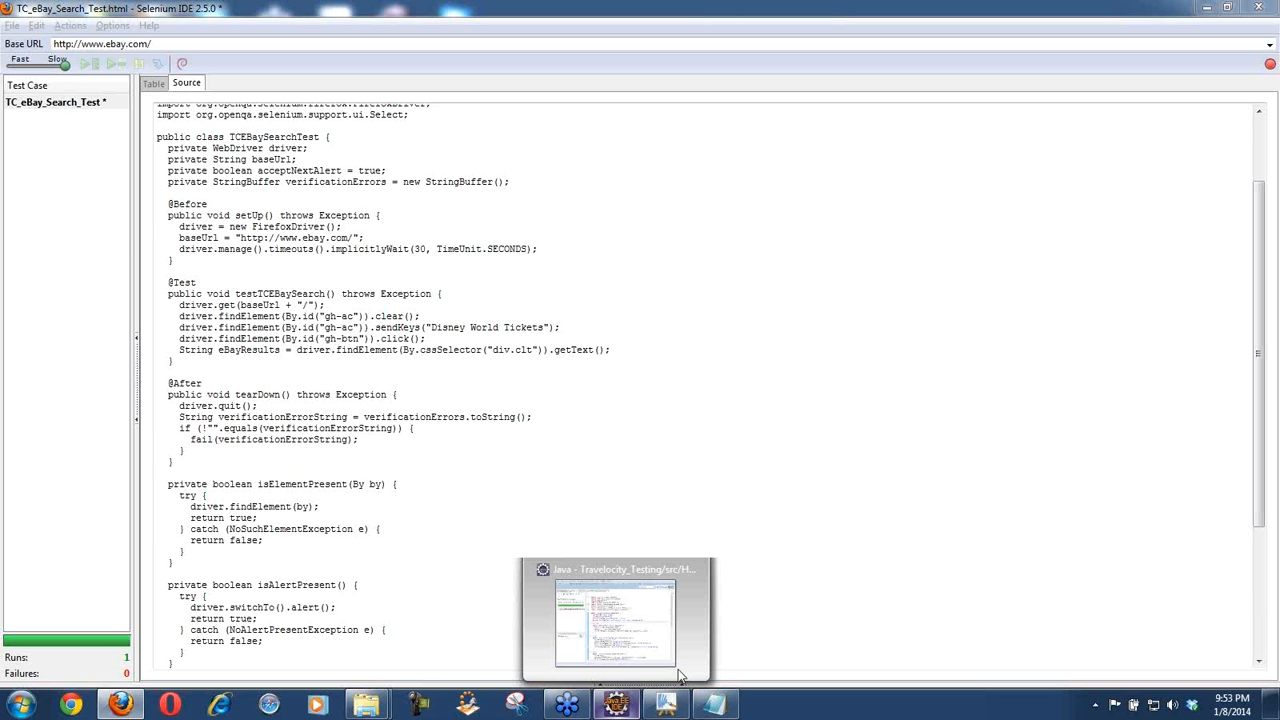 TC_eBay_Search_Test.html - Selenium IDE 2.5.0 *
File Edit Actions Options Help
Base URL http://www.ebay.com/
Fast Slow
Test Case
Table Source
TC_eBay_Search_Test *
import org.openqa.selenium.firefox.FirefoxDriver;
import org.openqa.selenium.support.ui.Select;
public class TCEBaySearchTest {
private WebDriver driver;
private String baseUrl;
private boolean acceptNextAlert = true;
private StringBuffer verificationErrors = new StringBuffer();
@Before
public void setUp() throws Exception {
driver = new FirefoxDriver();
baseUrl = "http://www.ebay.com/";
driver.manage().timeouts().implicitlyWait(30, TimeUnit.SECONDS);
}
@Test
public void testTCEBaySearch() throws Exception {
driver.get(baseUrl + "/");
driver.findElement(By.id("gh-ac")).clear();
driver.findElement(By.id("gh-ac")).sendKeys("Disney World Tickets");
driver.findElement(By.id("gh-btn")).click();
String eBayResults = driver.findElement(By.cssSelector("div.clt")).getText();
}
@After
public void tearDown() throws Exception {
driver.quit();
String verificationErrorString = verificationErrors.toString();
if (!"".equals(verificationErrorString)) {
fail(verificationErrorString);
}
}
private boolean isElementPresent(By by) {
try {
driver.findElement(by);
return true;
} catch (NoSuchElementException e) {
return false;
}
}
private boolean isAlertPresent() {
try {
driver.switchTo().alert();
return true;
} catch (NoAlertPresentException e) {
return false;
}
}
Java - Travelocity_Testing/src/H...
Runs: 1
Failures: 0
Java EE
IDE
9:53 PM
1/8/2014